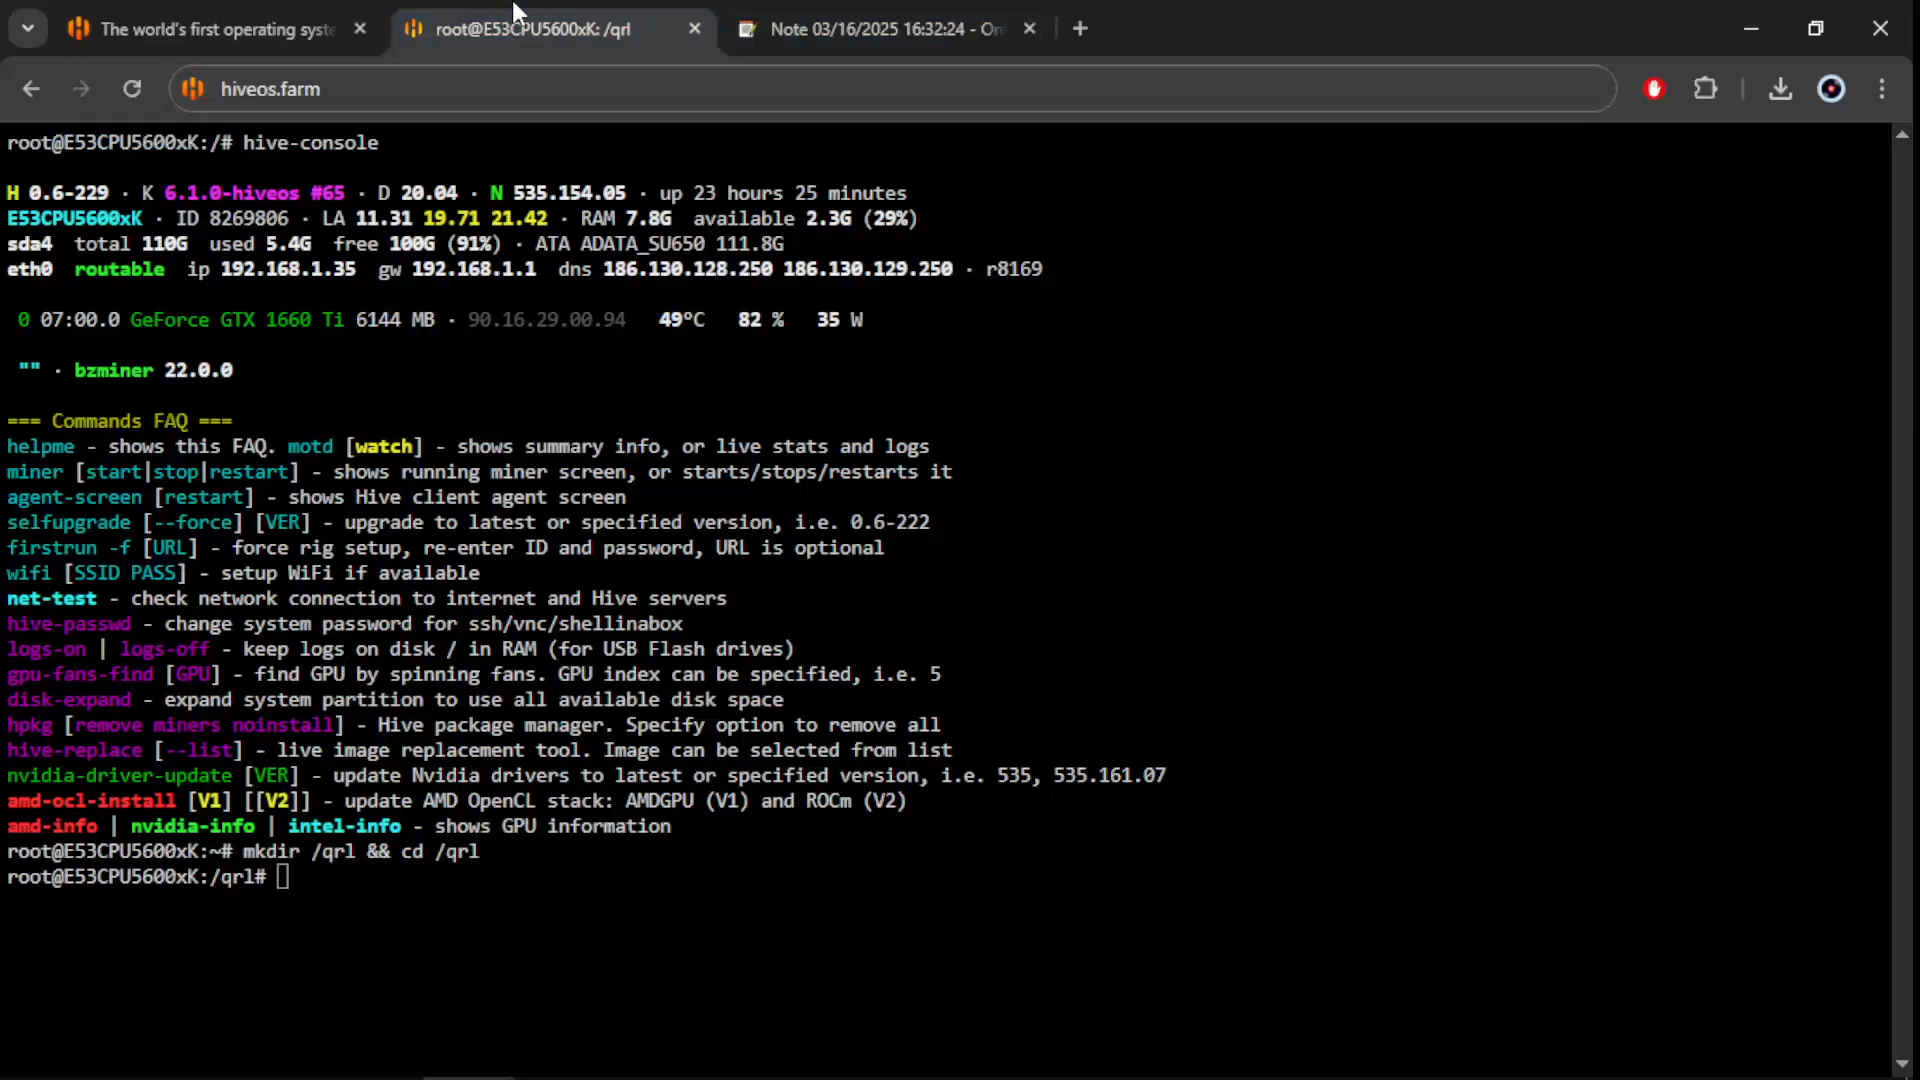 The world's first operating syste
root@E53CPU5600xK: /qrl
Note 03/16/2025 16:32:24 - On
hiveos.farm
root@E53CPU5600xK:/# hive-console
H 0.6-229 · K 6.1.0-hiveos #65 · D 20.04 · N 535.154.05 · up 23 hours 25 minutes
E53CPU5600xK · ID 8269806 · LA 11.31 19.71 21.42 · RAM 7.8G available 2.3G (29%)
sda4 total 110G used 5.4G free 100G (91%) · ATA ADATA_SU650 111.8G
eth0 routable ip 192.168.1.35 gw 192.168.1.1 dns 186.130.128.250 186.130.129.250 · r8169
0 07:00.0 GeForce GTX 1660 Ti 6144 MB · 90.16.29.00.94 49°C 82 % 35 W
"" · bzminer 22.0.0
=== Commands FAQ ===
helpme - shows this FAQ. motd [watch] - shows summary info, or live stats and logs
miner [start|stop|restart] - shows running miner screen, or starts/stops/restarts it
agent-screen [restart] - shows Hive client agent screen
selfupgrade [--force] [VER] - upgrade to latest or specified version, i.e. 0.6-222
firstrun -f [URL] - force rig setup, re-enter ID and password, URL is optional
wifi [SSID PASS] - setup WiFi if available
net-test - check network connection to internet and Hive servers
hive-passwd - change system password for ssh/vnc/shellinabox
logs-on | logs-off - keep logs on disk / in RAM (for USB Flash drives)
gpu-fans-find [GPU] - find GPU by spinning fans. GPU index can be specified, i.e. 5
disk-expand - expand system partition to use all available disk space
hpkg [remove miners noinstall] - Hive package manager. Specify option to remove all
hive-replace [--list] - live image replacement tool. Image can be selected from list
nvidia-driver-update [VER] - update Nvidia drivers to latest or specified version, i.e. 535, 535.161.07
amd-ocl-install [V1] [[V2]] - update AMD OpenCL stack: AMDGPU (V1) and ROCm (V2)
amd-info | nvidia-info | intel-info - shows GPU information
root@E53CPU5600xK:~# mkdir /qrl && cd /qrl
root@E53CPU5600xK:/qrl#